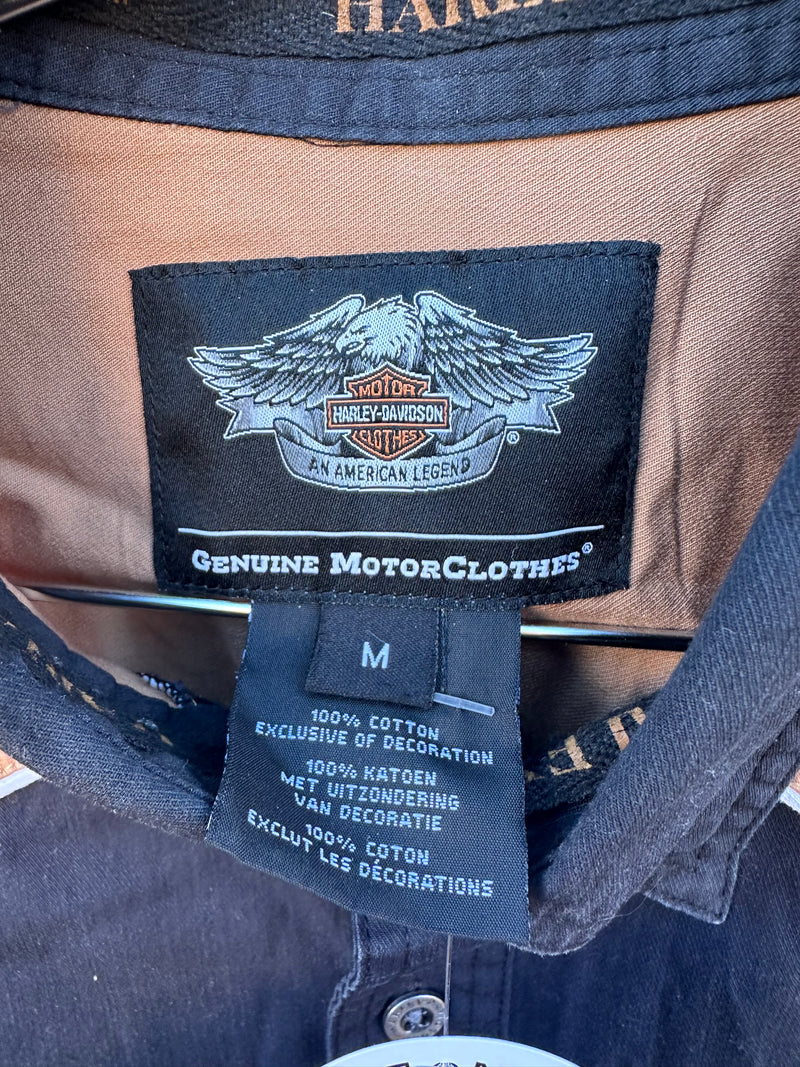 MOTOR
HARLEY-DAVIDSON
CLOTHES
®
AN AMERICAN LEGEND
GENUINE MOTORCLOTHES®
M
100% COTTON
EXCLUSIVE OF DECORATION
100% KATOEN
MET UITZONDERING
VAN DECORATIE
100% COTON
EXCLUT LES DÉCORATIONS